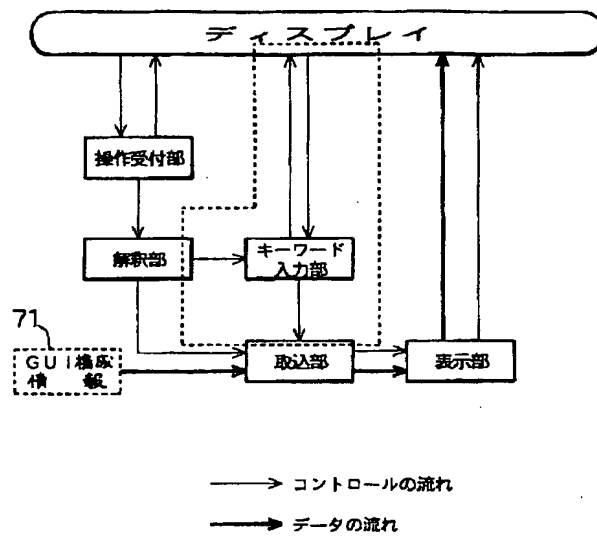 ディスプレイ
操作受付部
解釈部
キーワード
入力部
71
GUI構成
情報
取込部
表示部
コントロールの流れ
データの流れ